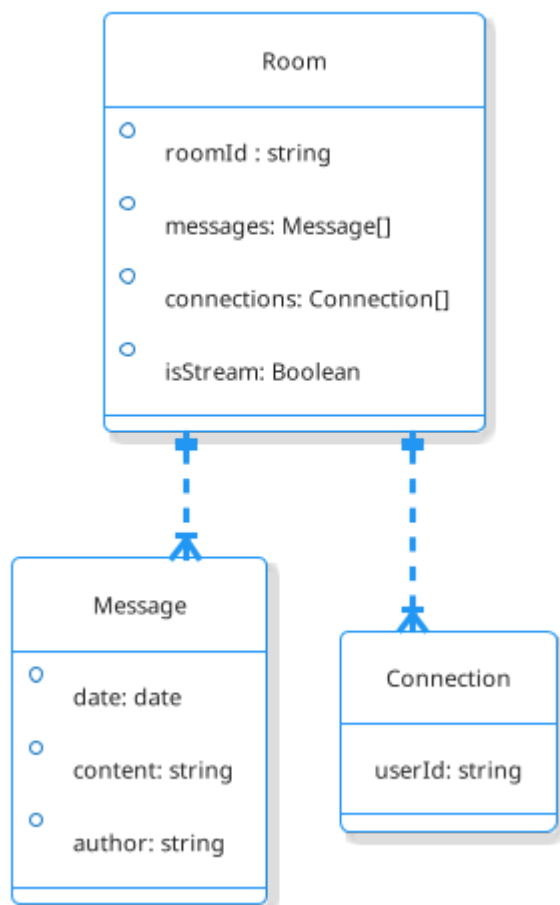 Room
roomId : string
messages: Message[]
connections: Connection[]
isStream: Boolean
Message
date: date
content: string
author: string
Connection
userId: string